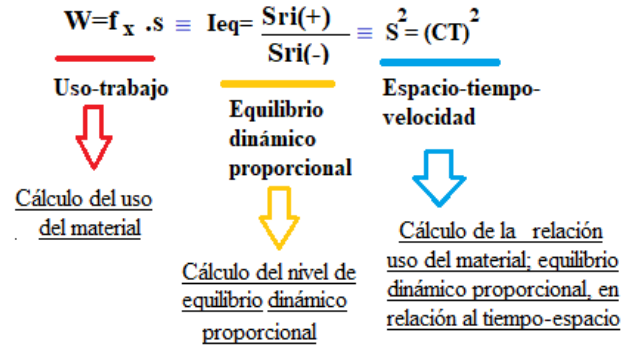 W=f x .s ≡ Ieq= Sri(+) / Sri(-) ≡ S²= (CT)²
Uso-trabajo
Equilibrio
dinámico
proporcional
Espacio-tiempo-
velocidad
Cálculo del uso
del material
.
Cálculo del nivel de
equilibrio dinámico
proporcional
Cálculo de la relación
uso del material; equilibrio
dinámico proporcional, en
relación al tiempo-espacio